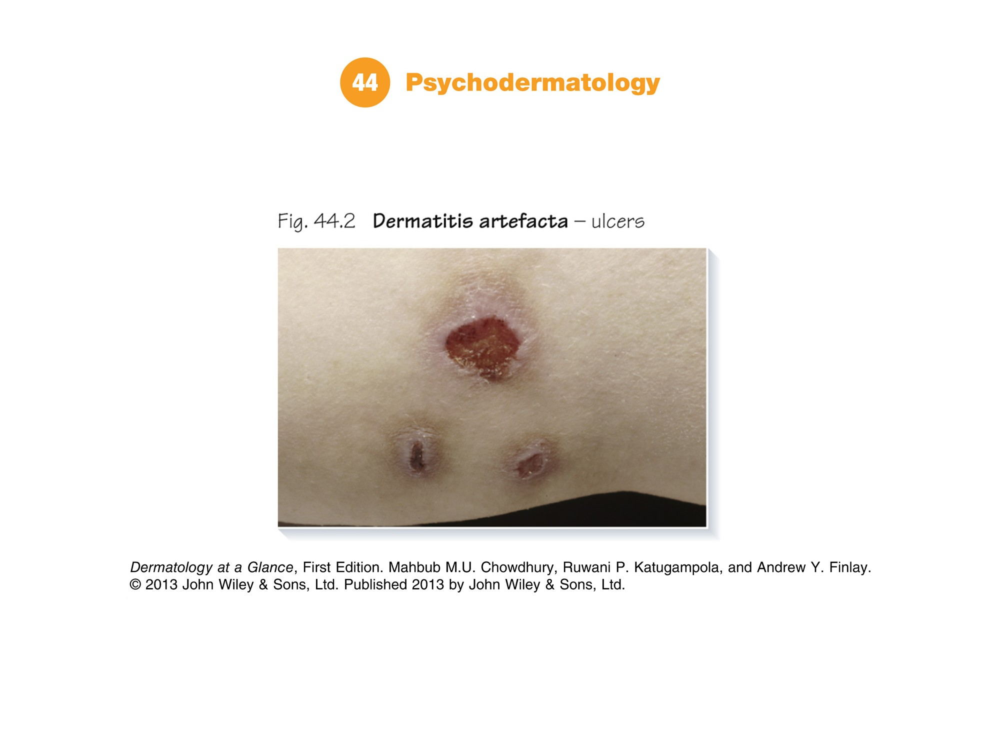 44 Psychodermatology
Fig. 44.2 Dermatitis artefacta – ulcers
Dermatology at a Glance, First Edition. Mahbub M.U. Chowdhury, Ruwani P. Katugampola, and Andrew Y. Finlay.
© 2013 John Wiley & Sons, Ltd. Published 2013 by John Wiley & Sons, Ltd.